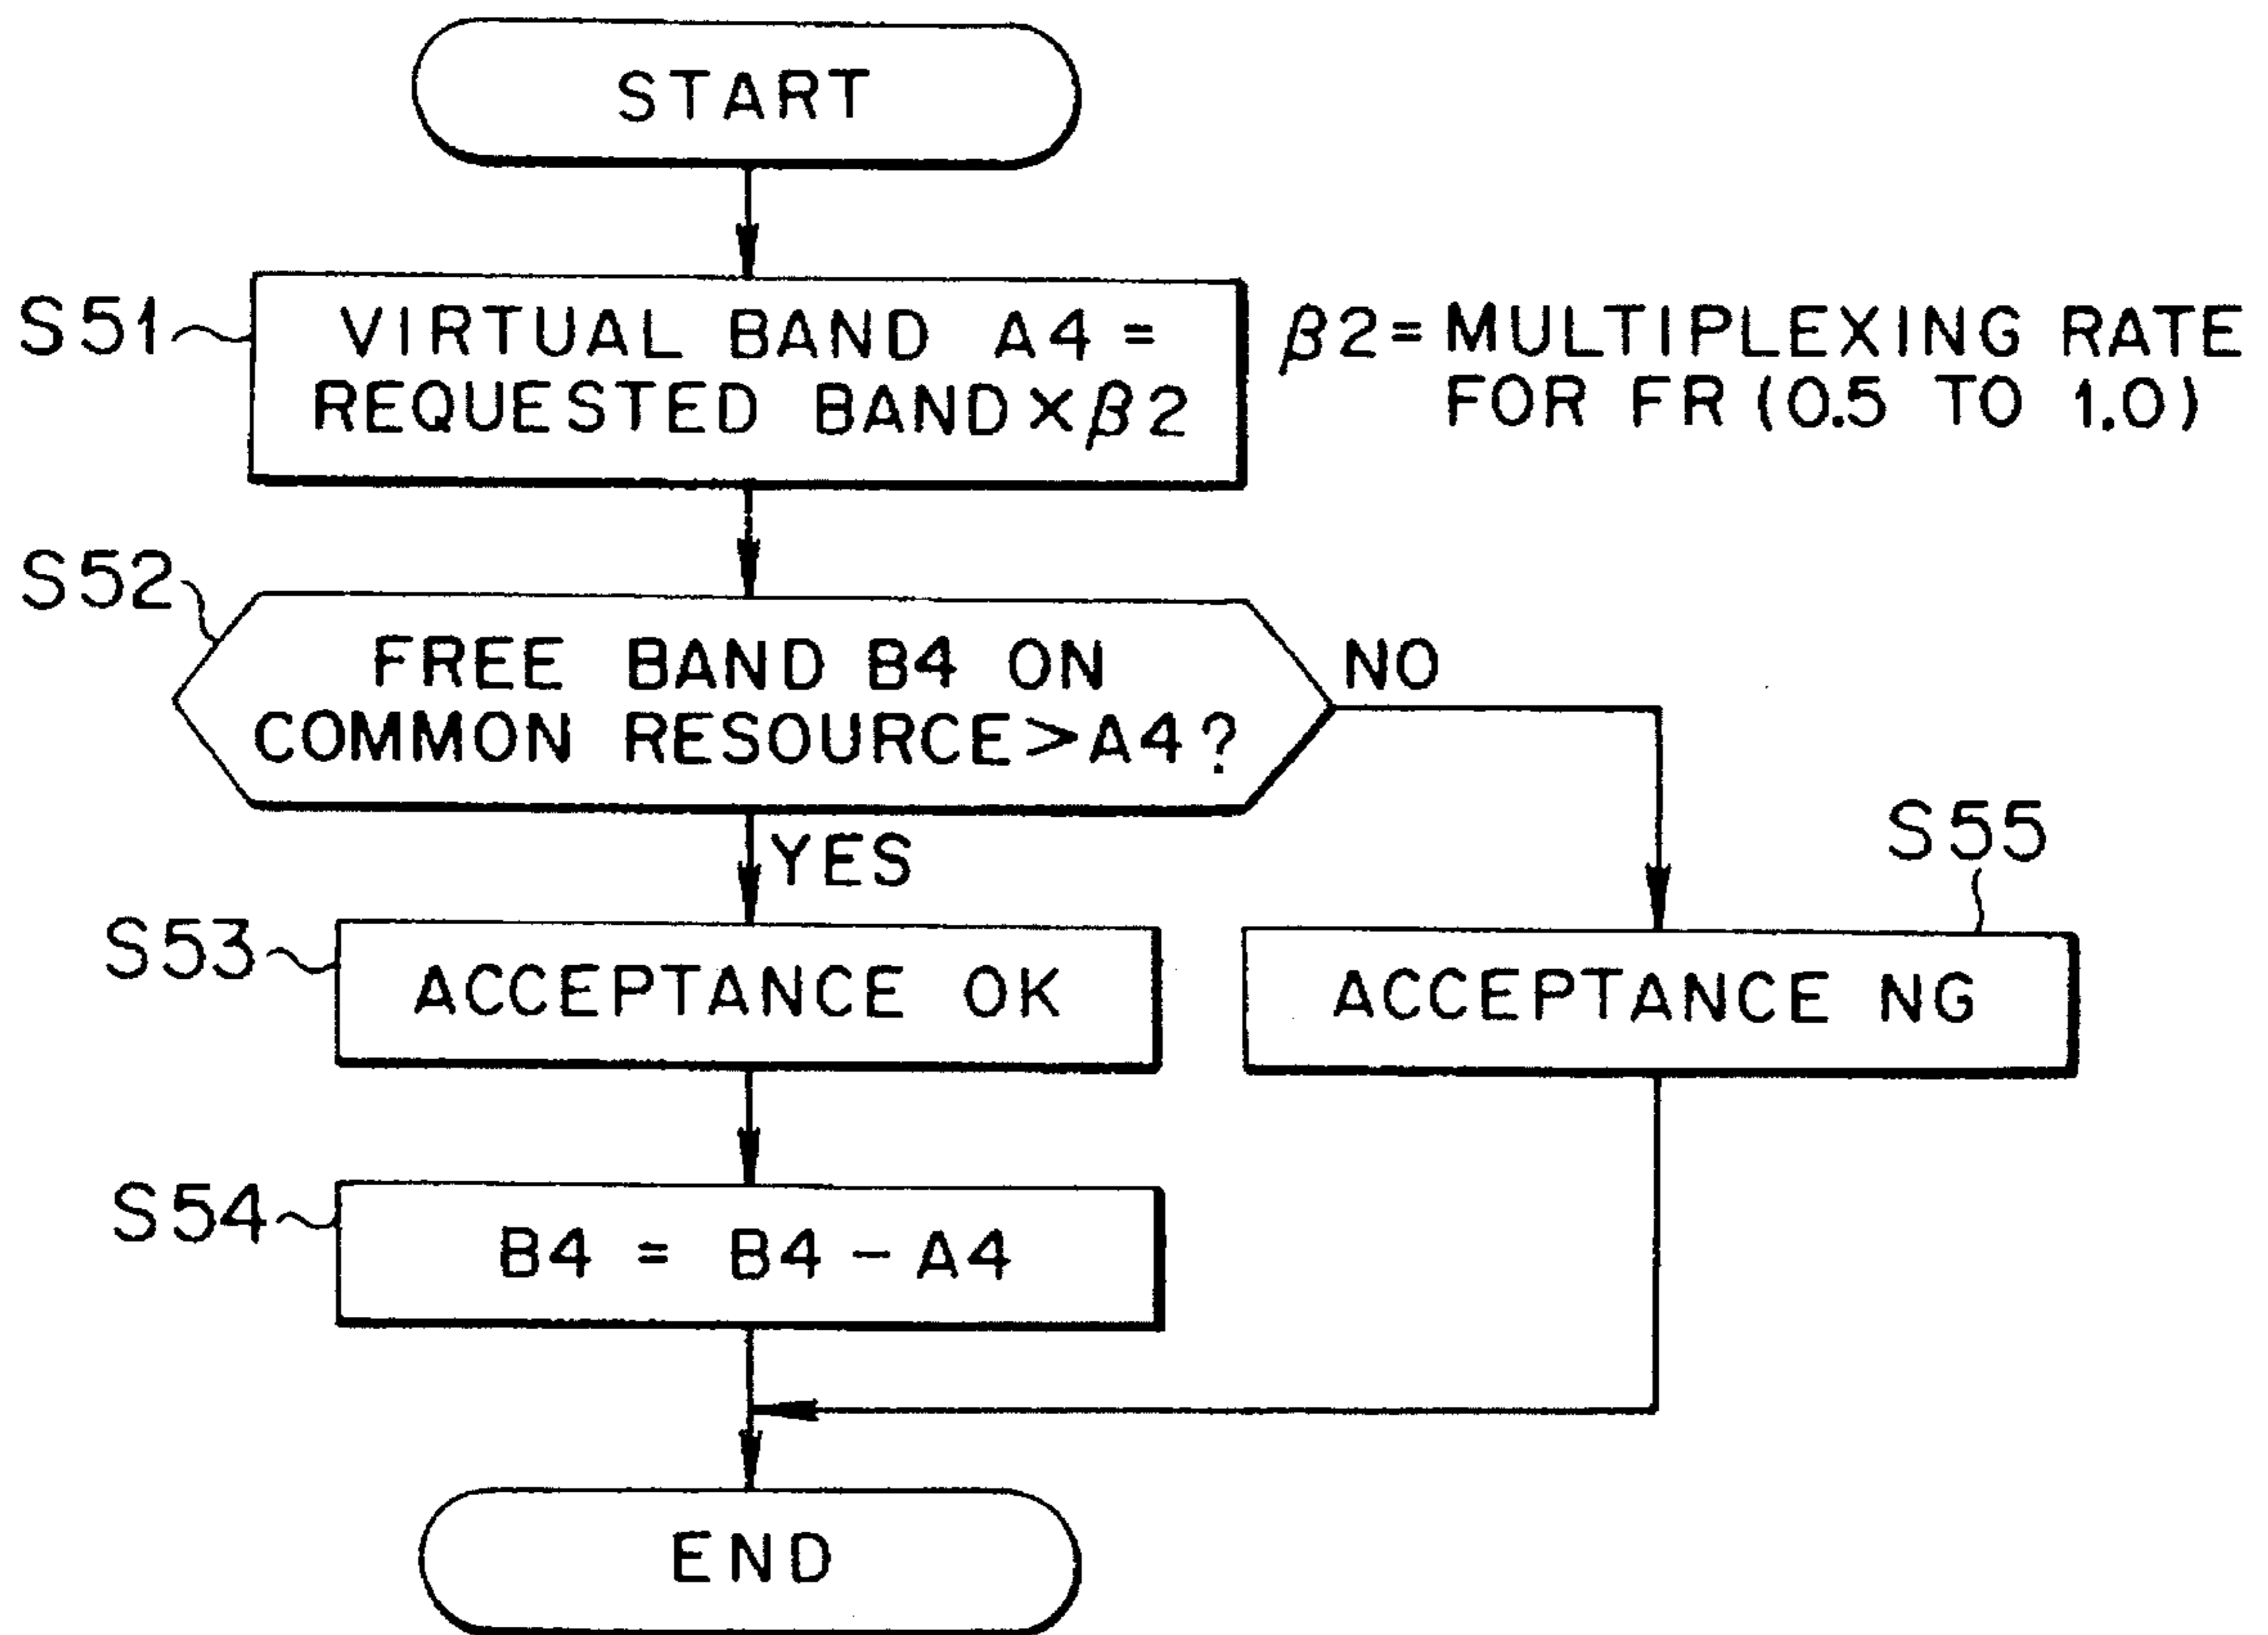 START
S51
VIRTUAL BAND A4 =
REQUESTED BAND×β2
β2=MULTIPLEXING RATE
FOR FR (0.5 TO 1.0)
S52
FREE BAND B4 ON
COMMON RESOURCE>A4?
NO
YES
S53
ACCEPTANCE OK
S55
ACCEPTANCE NG
S54
B4 = B4-A4
END